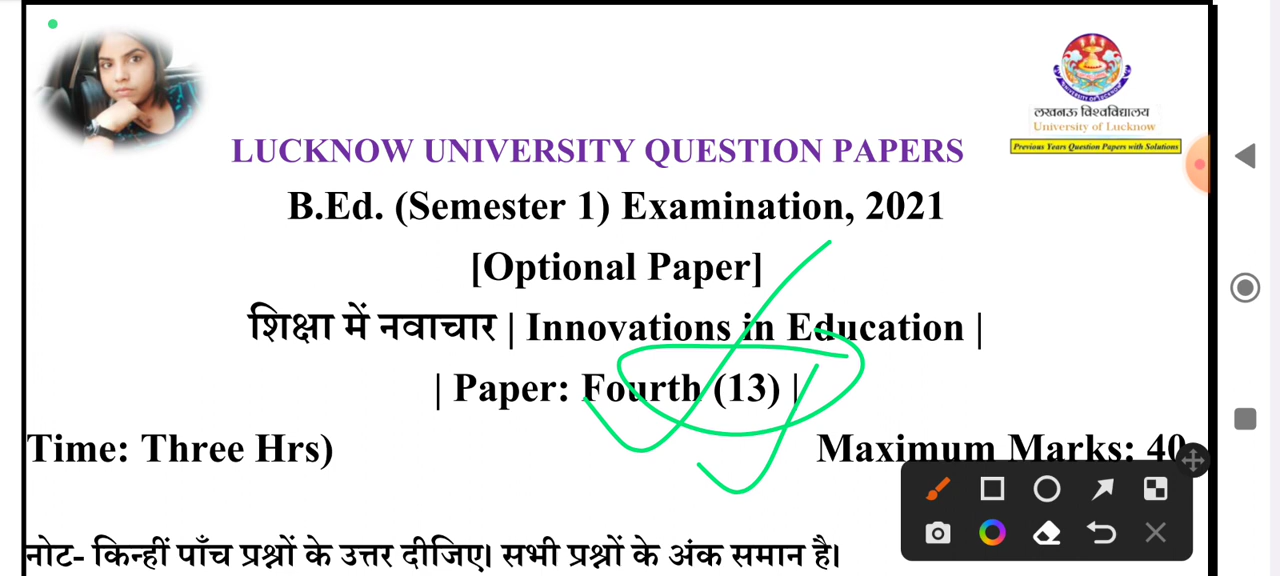 लखनऊ विश्वविद्यालय
University of Lucknow
Previous Years Question Papers with Solutions
LUCKNOW UNIVERSITY QUESTION PAPERS
B.Ed. (Semester 1) Examination, 2021
[Optional Paper]
शिक्षा में नवाचार | Innovations in Education |
| Paper: Fourth (13) |
Time: Three Hrs) Maximum Marks: 40
नोट- किन्हीं पाँच प्रश्नों के उत्तर दीजिए। सभी प्रश्नों के अंक समान है।